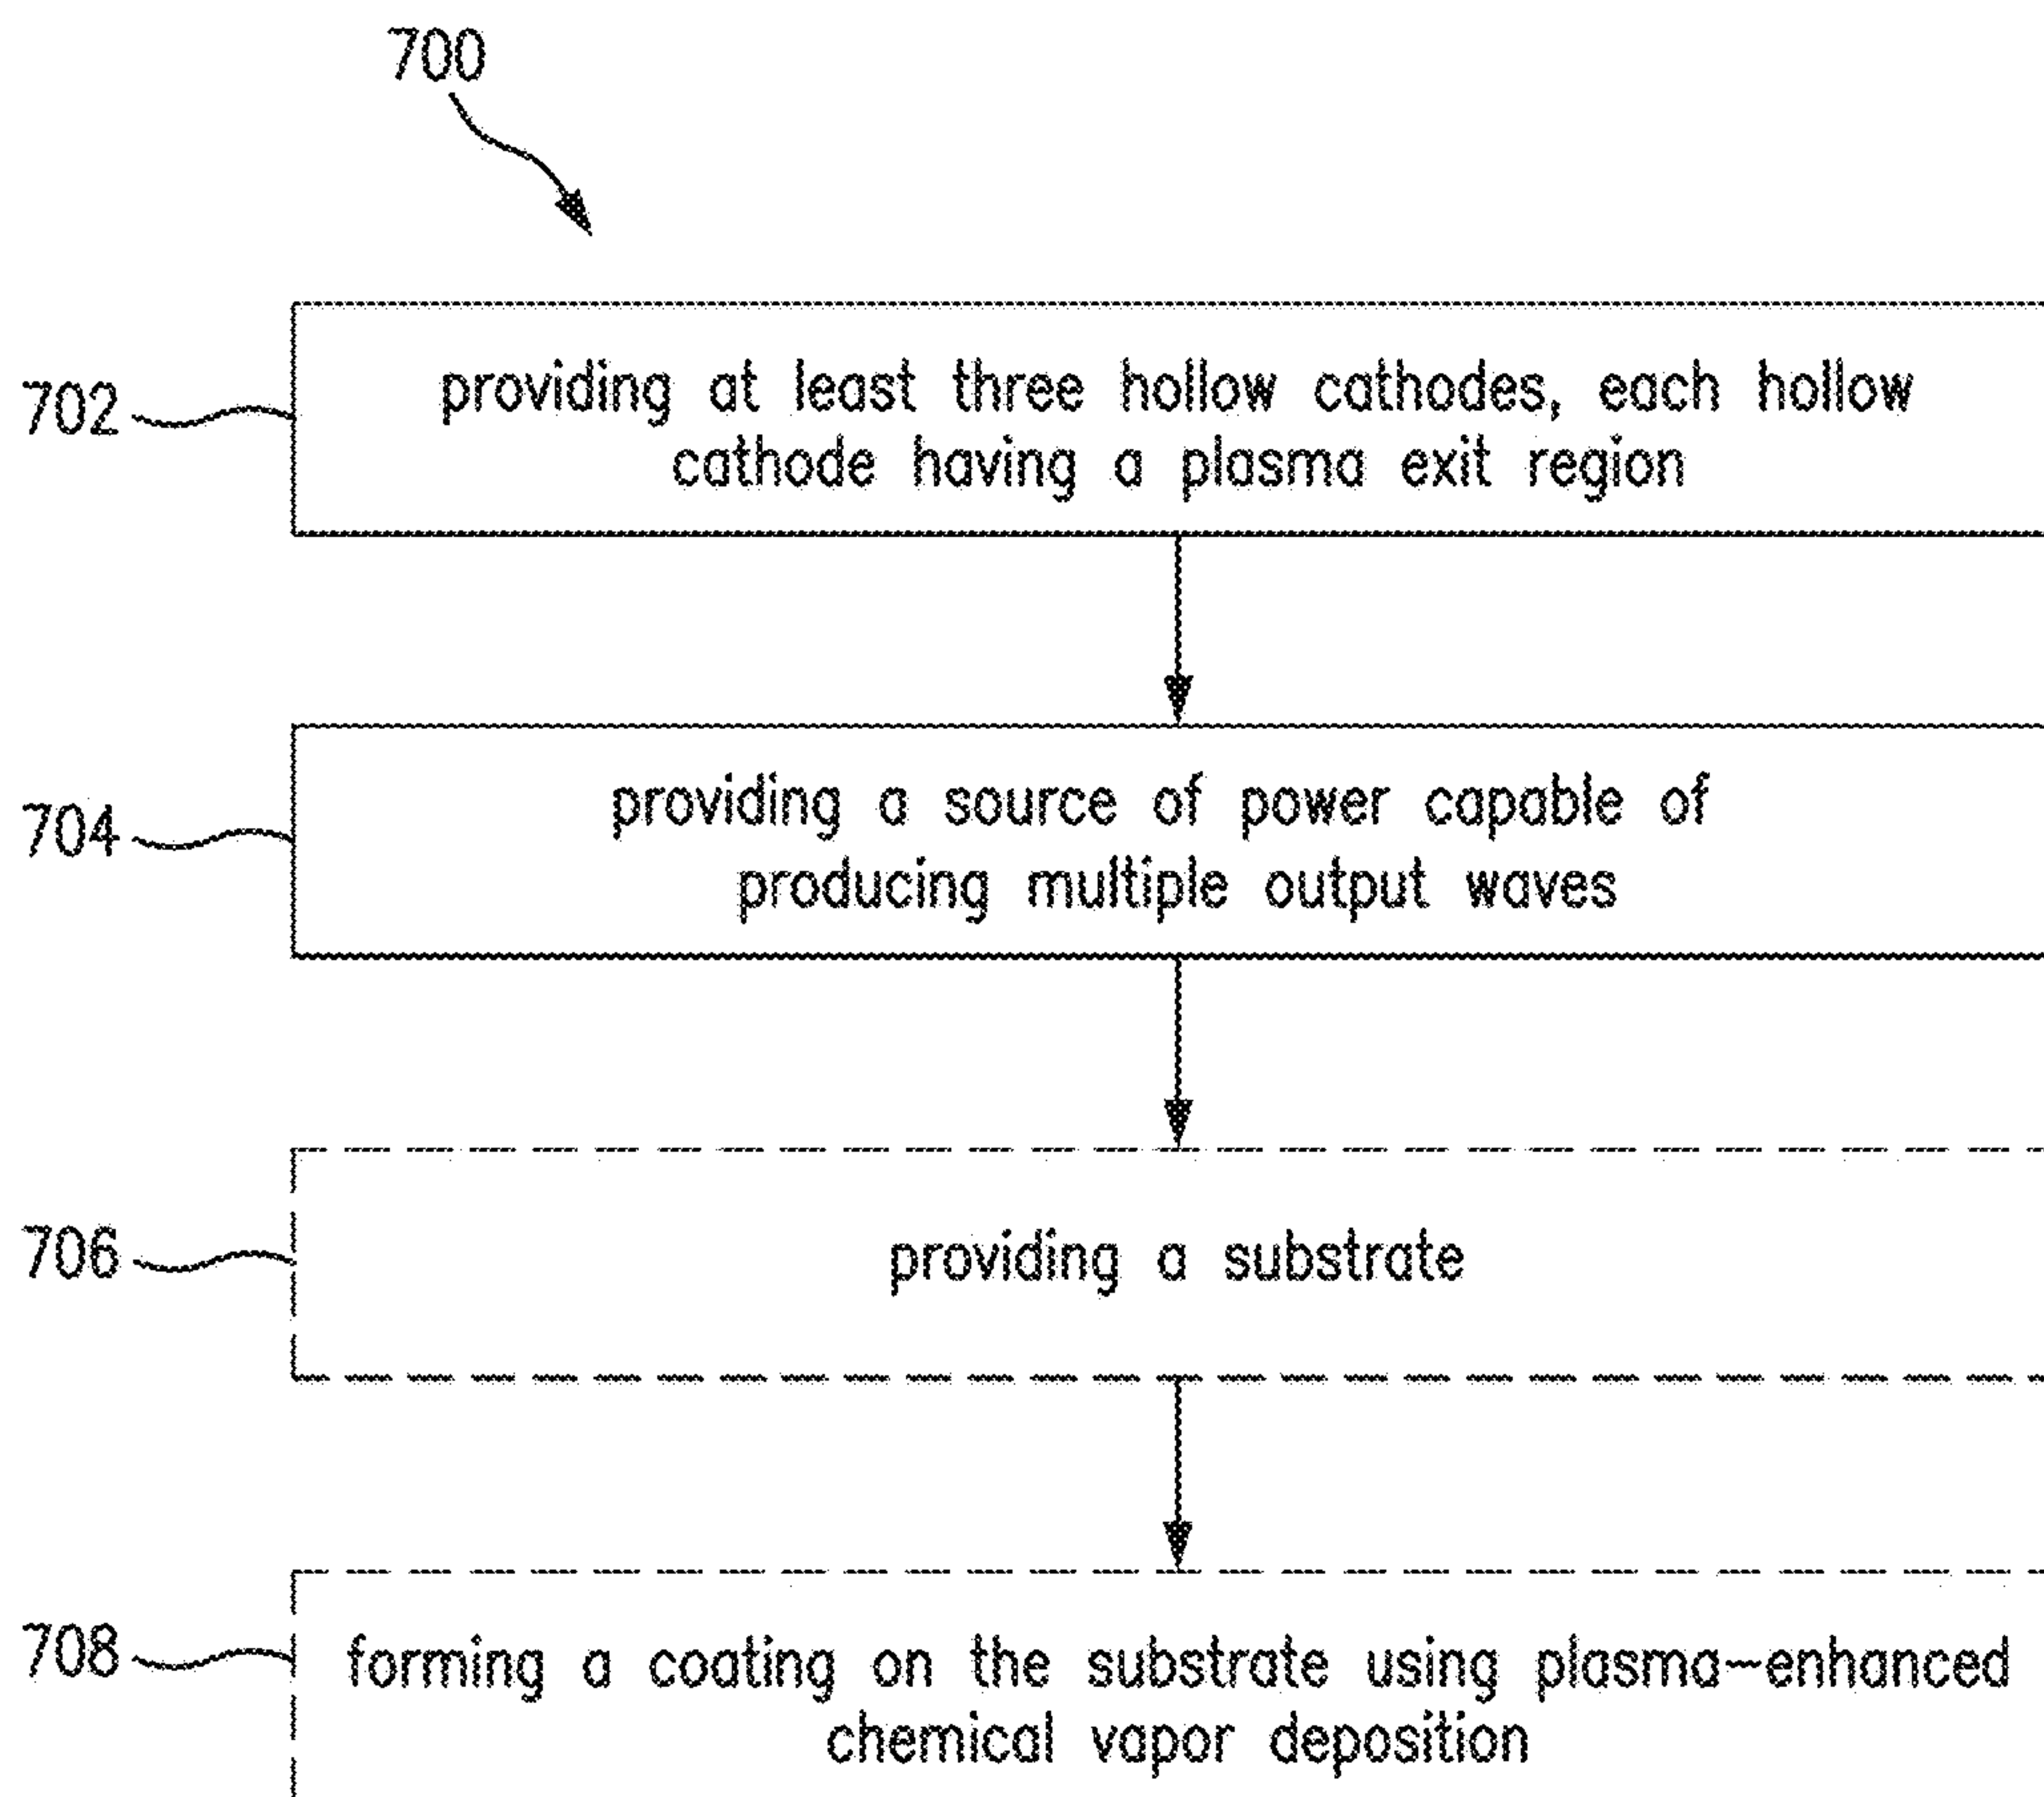 700
702
providing at least three hollow cathodes, each hollow
cathode having a plasma exit region
704
providing a source of power capable of
producing multiple output waves
706
providing a substrate
708
forming a coating on the substrate using plasma-enhanced
chemical vapor deposition